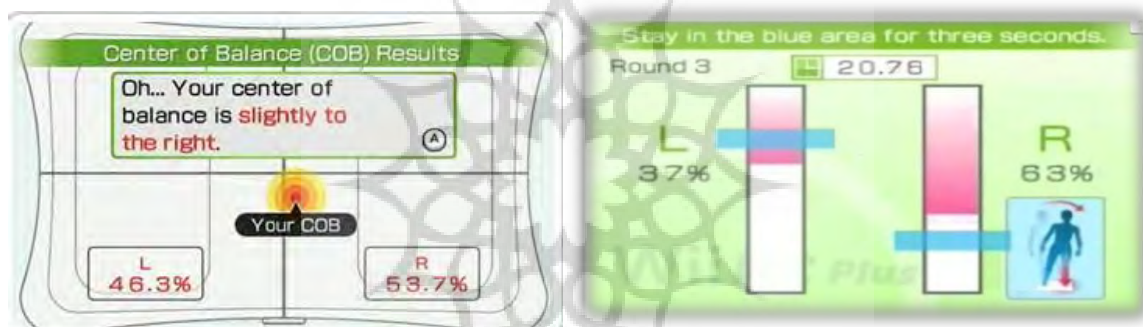 Center of Balance (COB) Results
Oh... Your center of
balance is slightly to
the right.
A
Your COB
L
46.3%
R
53.7%
Stay in the blue area for three seconds.
Round 3
20.76
L
37%
R
63%
Plus